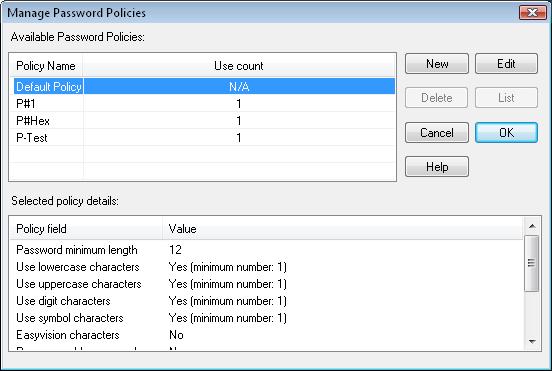 Manage Password Policies
Available Password Policies:
Policy Name Use count
Default Policy N/A
P#1 1
P#Hex 1
P-Test 1
New Edit
Delete List
Cancel OK
Help
Selected policy details:
Policy field Value
Password minimum length 12
Use lowercase characters Yes (minimum number: 1)
Use uppercase characters Yes (minimum number: 1)
Use digit characters Yes (minimum number: 1)
Use symbol characters Yes (minimum number: 1)
Easyvision characters No